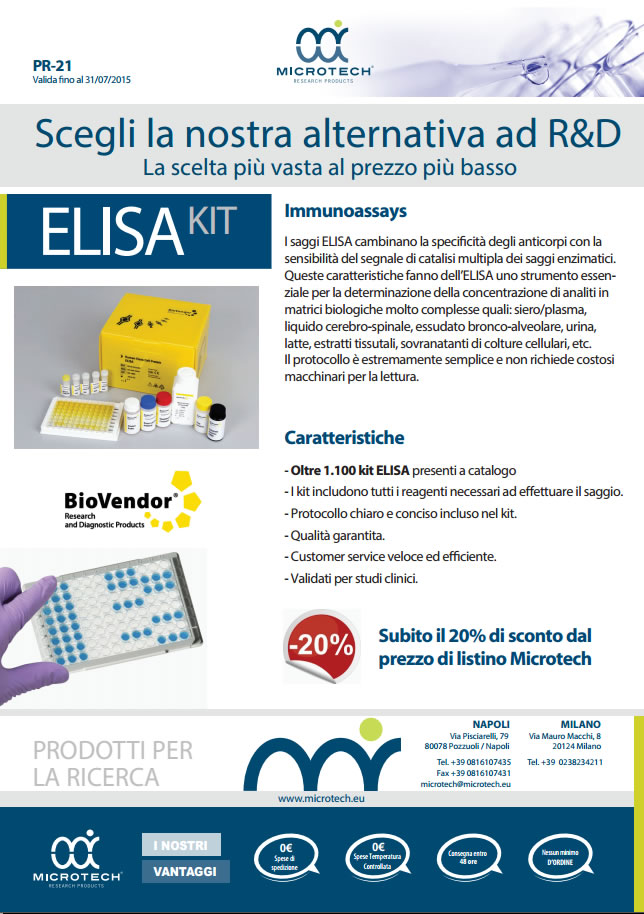 PR-21
Valida fino al 31/07/2015
MICROTECH®
RESEARCH PRODUCTS
Scegli la nostra alternativa ad R&D
La scelta più vasta al prezzo più basso
ELISA KIT
Immunoassays
I saggi ELISA cambinano la specificità degli anticorpi con la
sensibilità del segnale di catalisi multipla dei saggi enzimatici.
Queste caratteristiche fanno dell'ELISA uno strumento essen-
ziale per la determinazione della concentrazione di analiti in
matrici biologiche molto complesse quali: siero/plasma,
liquido cerebro-spinale, essudato bronco-alveolare, urina,
latte, estratti tissutali, sovranatanti di colture cellulari, etc.
Il protocollo è estremamente semplice e non richiede costosi
macchinari per la lettura.
Caratteristiche
- Oltre 1.100 kit ELISA presenti a catalogo
- I kit includono tutti i reagenti necessari ad effettuare il saggio.
- Protocollo chiaro e conciso incluso nel kit.
- Qualità garantita.
- Customer service veloce ed efficiente.
- Validati per studi clinici.
BioVendor®
Research
and Diagnostic Products
-20%
Subito il 20% di sconto dal
prezzo di listino Microtech
PRODOTTI PER
LA RICERCA
www.microtech.eu
NAPOLI
Via Pisciarelli, 79
80078 Pozzuoli / Napoli
Tel. +39 0816107435
Fax +39 0816107431
microtech@microtech.eu
MILANO
Via Mauro Macchi, 8
20124 Milano
Tel. +39 0238234211
MICROTECH®
RESEARCH PRODUCTS
I NOSTRI
VANTAGGI
0€
Spese di
spedizione
0€
Spese Temperatura
Controllata
Consegna entro
48 ore
Nessun minimo
D'ORDINE